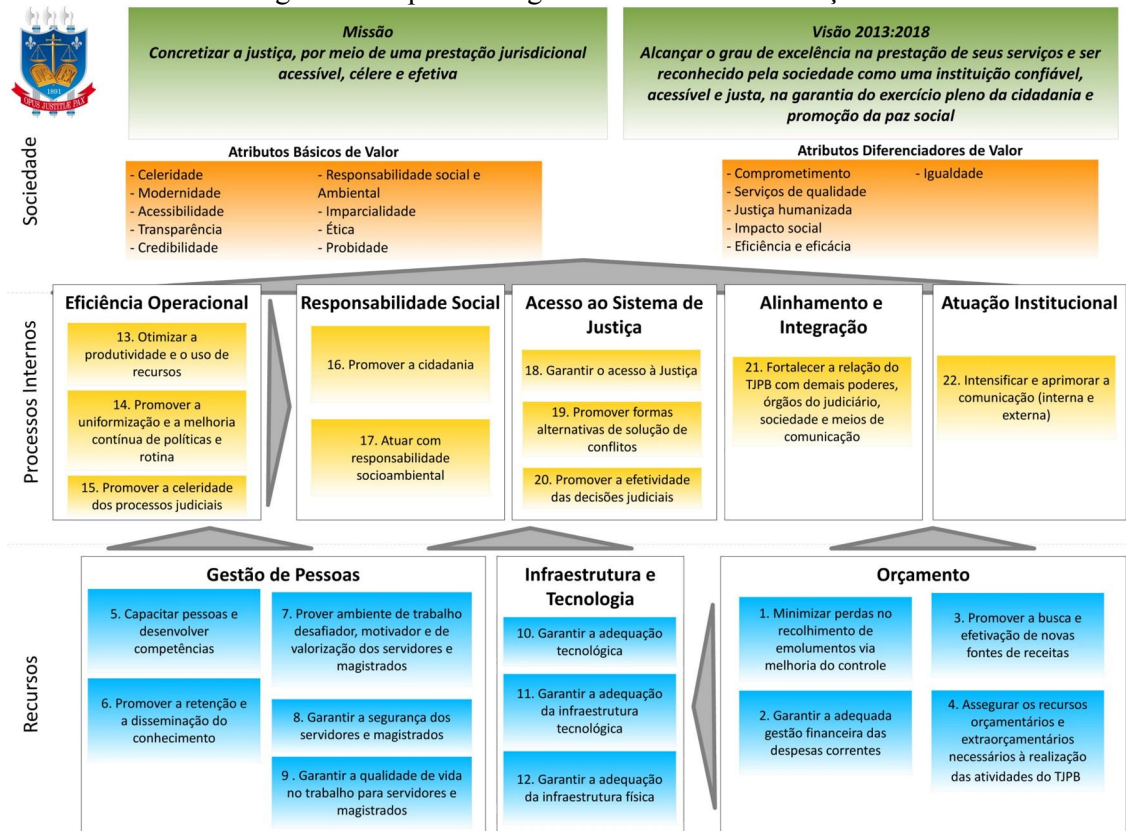 Missão
Concretizar a justiça, por meio de uma prestação jurisdicional
acessível, célere e efetiva
Visão 2013:2018
Alcançar o grau de excelência na prestação de seus serviços e ser
reconhecido pela sociedade como uma instituição confiável,
acessível e justa, na garantia do exercício pleno da cidadania e
promoção da paz social
1891
OPUS JUSTITIÆ PAX
Sociedade
Atributos Básicos de Valor
- Celeridade
- Modernidade
- Acessibilidade
- Transparência
- Credibilidade
- Responsabilidade social e
Ambiental
- Imparcialidade
- Ética
- Probidade
Atributos Diferenciadores de Valor
- Comprometimento
- Serviços de qualidade
- Justiça humanizada
- Impacto social
- Eficiência e eficácia
- Igualdade
Processos Internos
Eficiência Operacional
13. Otimizar a
produtividade e o uso de
recursos
14. Promover a
uniformização e a melhoria
contínua de políticas e
rotina
15. Promover a celeridade
dos processos judiciais
Responsabilidade Social
16. Promover a cidadania
17. Atuar com
responsabilidade
socioambiental
Acesso ao Sistema de
Justiça
18. Garantir o acesso à Justiça
19. Promover formas
alternativas de solução de
conflitos
20. Promover a efetividade
das decisões judiciais
Alinhamento e
Integração
21. Fortalecer a relação do
TJPB com demais poderes,
órgãos do judiciário,
sociedade e meios de
comunicação
Atuação Institucional
22. Intensificar e aprimorar a
comunicação (interna e
externa)
Recursos
Gestão de Pessoas
5. Capacitar pessoas e
desenvolver
competências
6. Promover a retenção e
a disseminação do
conhecimento
7. Prover ambiente de trabalho
desafiador, motivador e de
valorização dos servidores e
magistrados
8. Garantir a segurança dos
servidores e magistrados
9 . Garantir a qualidade de vida
no trabalho para servidores e
magistrados
Infraestrutura e
Tecnologia
10. Garantir a adequação
tecnológica
11. Garantir a adequação
da infraestrutura
tecnológica
12. Garantir a adequação
da infraestrutura física
Orçamento
1. Minimizar perdas no
recolhimento de
emolumentos via
melhoria do controle
2. Garantir a adequada
gestão financeira das
despesas correntes
3. Promover a busca e
efetivação de novas
fontes de receitas
4. Assegurar os recursos
orçamentários e
extraorçamentários
necessários à realização
das atividades do TJPB